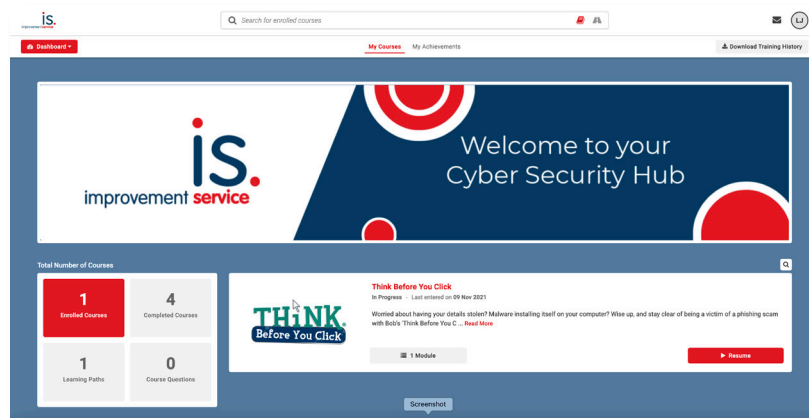 is.
improvement service
Search for enrolled courses
LJ
Dashboard
My Courses My Achievements
Download Training History
is.
improvement service
Welcome to your
Cyber Security Hub
Total Number of Courses
1
Enrolled Courses
4
Completed Courses
1
Learning Paths
0
Course Questions
THiNK
Before You Click
Think Before You Click
In Progress - Last entered on 09 Nov 2021
Worried about having your details stolen? Malware installing itself on your computer? Wise up, and stay clear of being a victim of a phishing scam
with Bob's 'Think Before You C ... Read More
1 Module
Resume
Screenshot